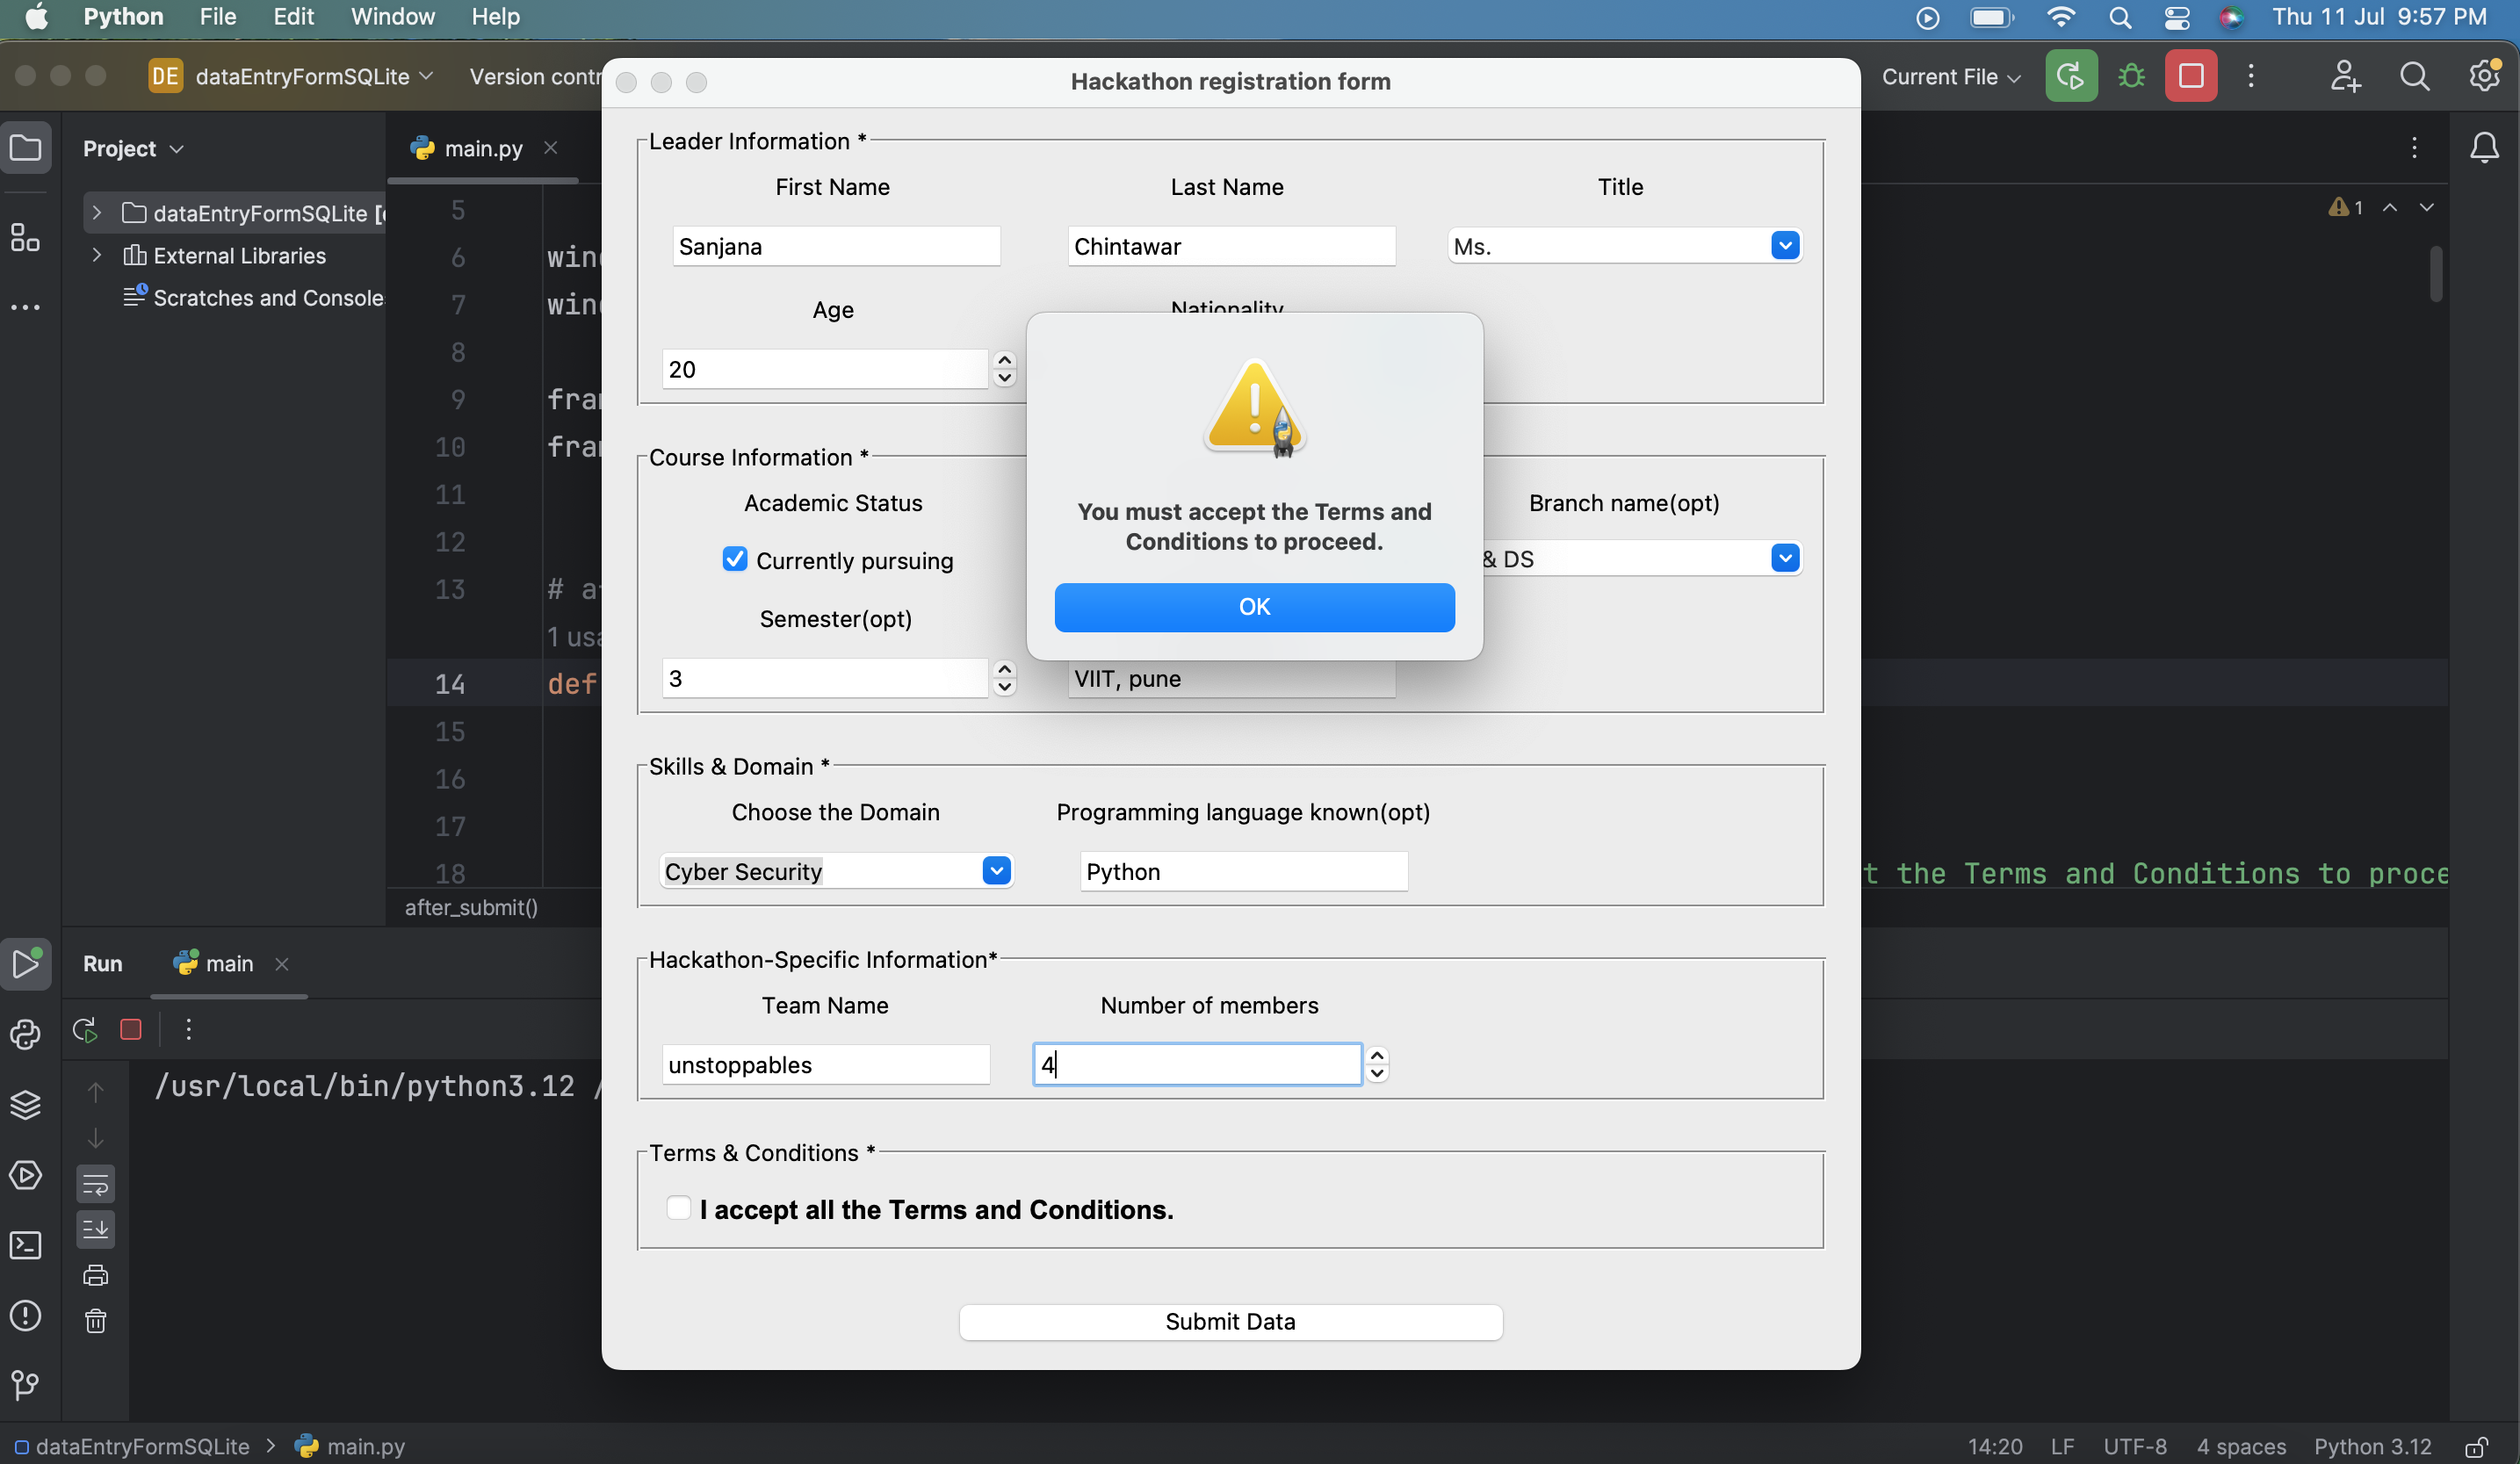 Python File Edit Window Help Thu 11 Jul 9:57 PM
DE dataEntryFormSQLite Version Current File
Hackathon registration form
Project main.py
dataEntryFormSQLite
External Libraries
Scratches and Console
1
5
6
7
8
9
10
11
12
13 #
1
14 def
15
16
17
18
the Terms and Conditions to
after_submit()
Leader Information *
First Name Last Name Title
Sanjana Chintawar Ms.
Age Nationality
20
Course Information *
Academic Status Branch name(opt)
Currently pursuing & DS
Semester(opt)
3 VIIT, pune
You must accept the Terms and
Conditions to proceed.
OK
Skills & Domain *
Choose the Domain Programming language known(opt)
Cyber Security Python
Hackathon-Specific Information*
Team Name Number of members
unstoppables 4
Terms & Conditions *
I accept all the Terms and Conditions.
Submit Data
Run main
/usr/local/bin/python3.12 /
dataEntryFormSQLite > main.py 14:20 LF UTF-8 4 spaces Python 3.12